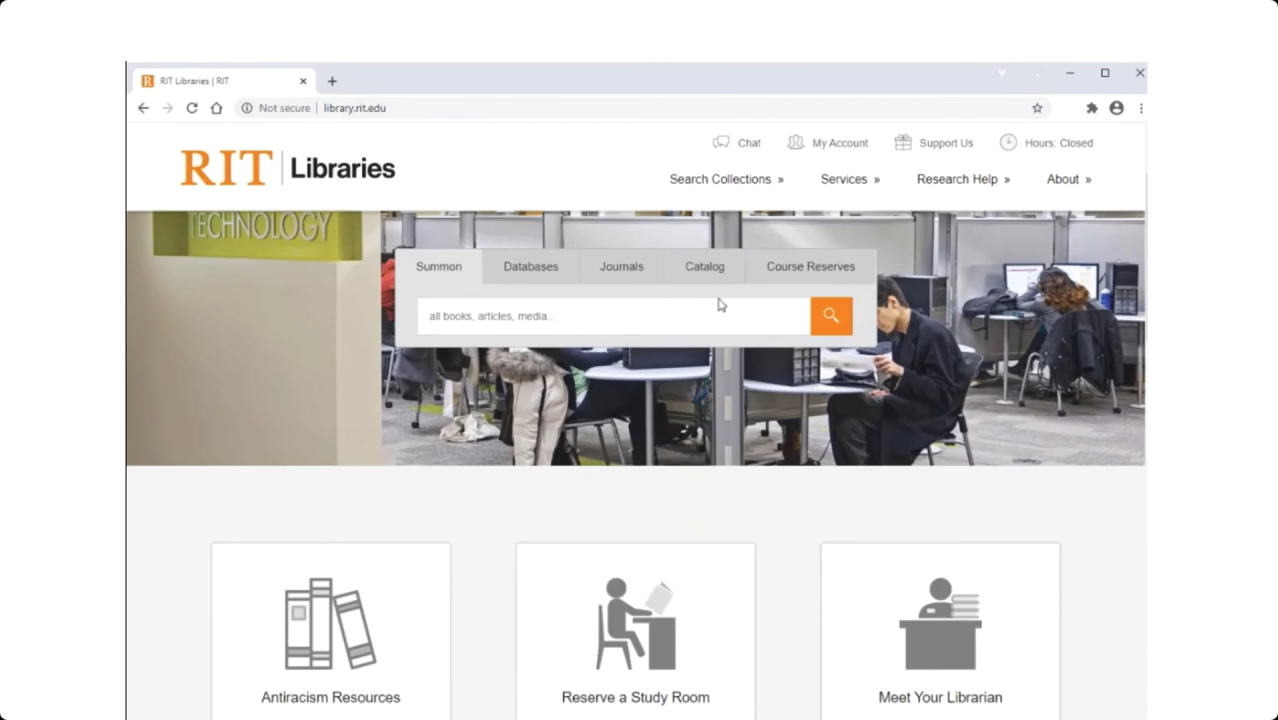 RIT Libraries | RIT
Not secure | library.rit.edu
Chat My Account Support Us Hours: Closed
RIT | Libraries
Search Collections » Services » Research Help » About »
TECHNOLOGY
Summon Databases Journals Catalog Course Reserves
all books, articles, media...
Antiracism Resources Reserve a Study Room Meet Your Librarian